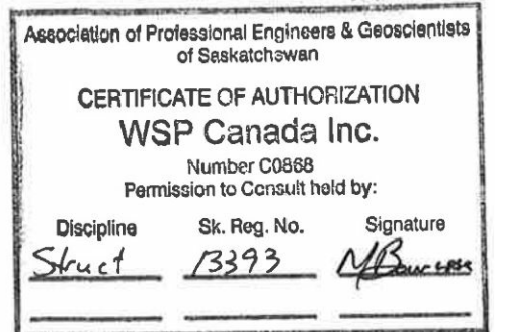 Association of Professional Engineers & Geoscientists
of Saskatchewan
CERTIFICATE OF AUTHORIZATION
WSP Canada Inc.
Number C0868
Permission to Consult held by:
Discipline Sk. Reg. No. Signature
Struct 13393 MBourgess